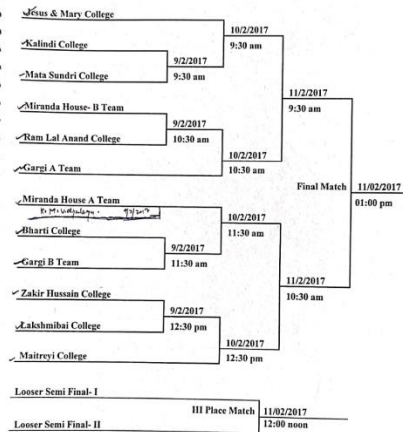 Jesus & Mary College
10/2/2017
Kalindi College
9:30 am
9/2/2017
Mata Sundri College
9:30 am
11/2/2017
Miranda House- B Team
9:30 am
9/2/2017
Ram Lal Anand College
10:30 am
10/2/2017
Gargi A Team
10:30 am
Final Match
11/02/2017
01:00 pm
Miranda House A Team
10/2/2017
11:30 am
Bharti College
9/2/2017
Gargi B Team
11:30 am
11/2/2017
Zakir Hussain College
10:30 am
9/2/2017
Lakshmibai College
12:30 pm
10/2/2017
Maitreyi College
12:30 pm
Looser Semi Final- I
III Place Match
11/02/2017
12:00 noon
Looser Semi Final- II